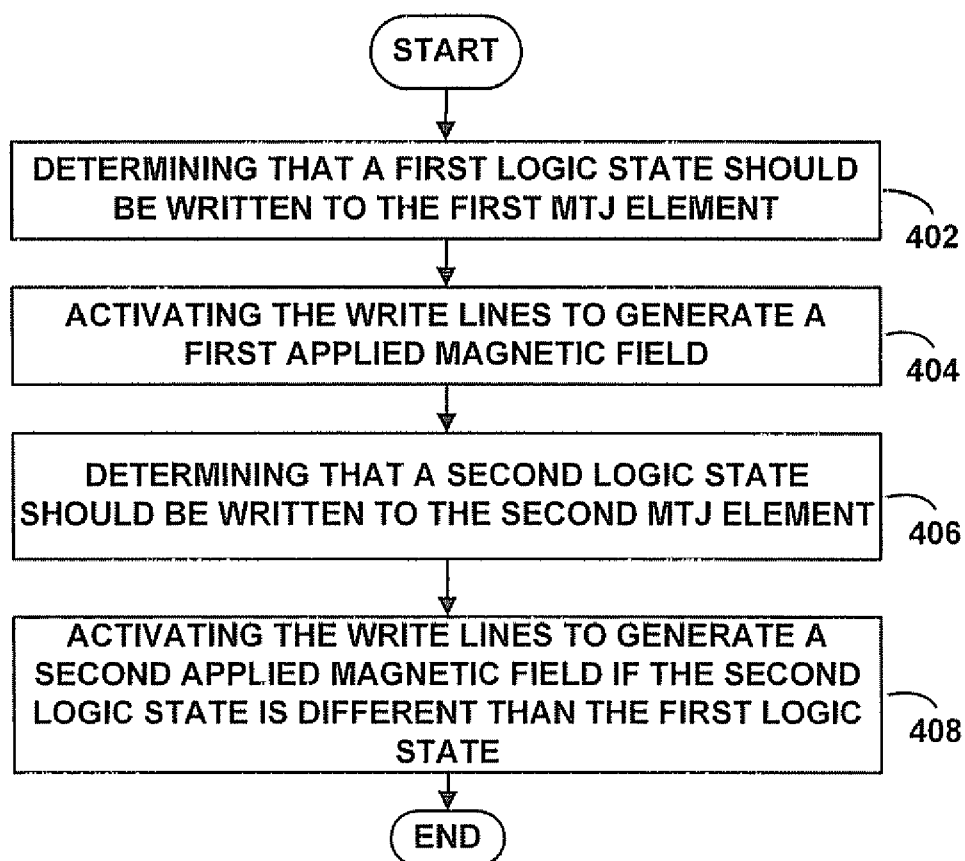 START
DETERMINING THAT A FIRST LOGIC STATE SHOULD
BE WRITTEN TO THE FIRST MTJ ELEMENT
402
ACTIVATING THE WRITE LINES TO GENERATE A
FIRST APPLIED MAGNETIC FIELD
404
DETERMINING THAT A SECOND LOGIC STATE
SHOULD BE WRITTEN TO THE SECOND MTJ ELEMENT
406
ACTIVATING THE WRITE LINES TO GENERATE A
SECOND APPLIED MAGNETIC FIELD IF THE SECOND
LOGIC STATE IS DIFFERENT THAN THE FIRST LOGIC
STATE
408
END